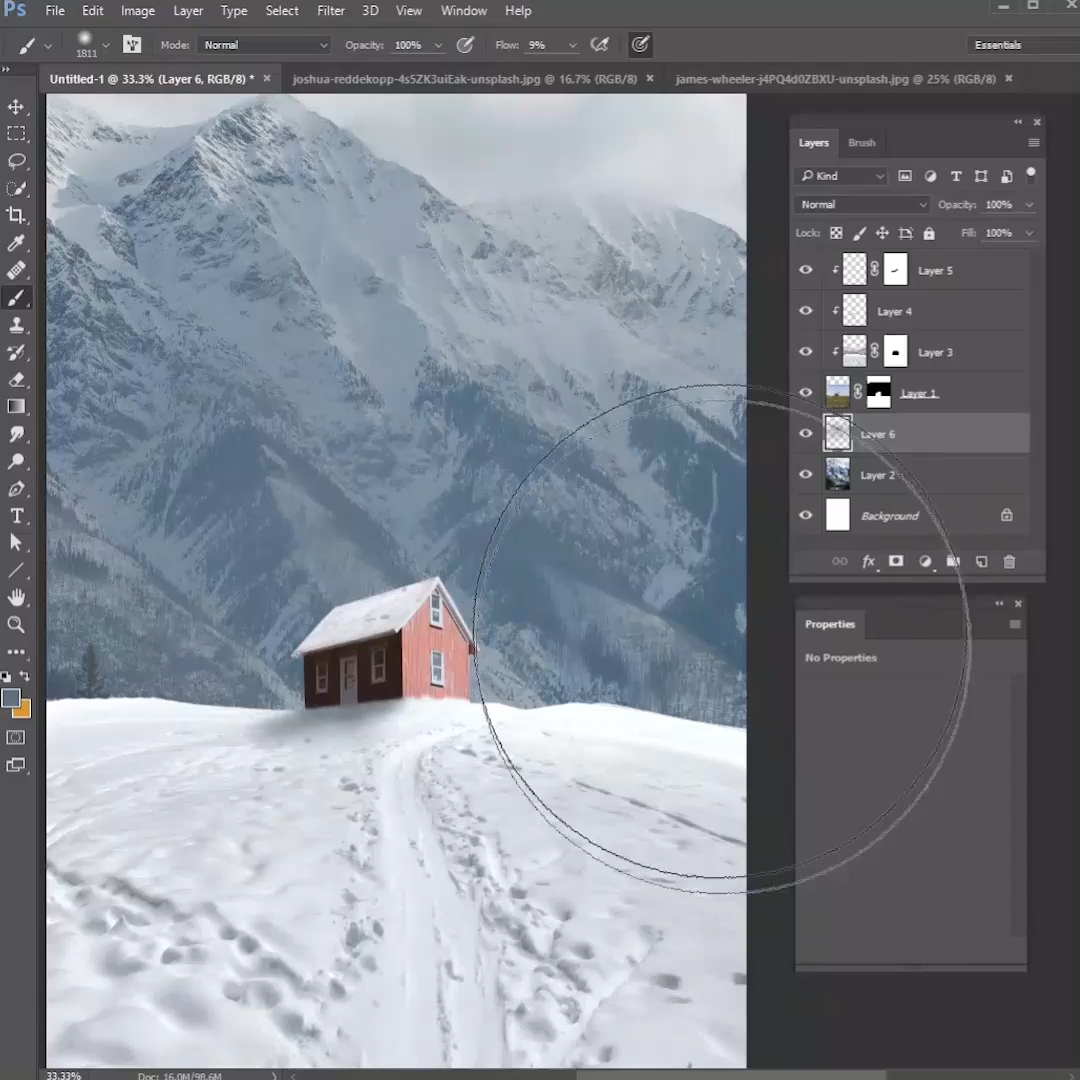 Ps File Edit Image Layer Type Select Filter 3D View Window Help
1811 Mode: Normal Opacity: 100% Flow: 9% Essentials
Untitled-1 @ 33.3% (Layer 6, RGB/8) * × joshua-reddekopp-4s5ZK3uiEak-unsplash.jpg @ 16.7% (RGB/8) × james-wheeler-j4PQ4d0ZBXU-unsplash.jpg @ 25% (RGB/8) ×
Layers Brush
Kind
Normal Opacity: 100%
Lock: Fill: 100%
Layer 5
Layer 4
Layer 3
Layer 1
Layer 6
Layer 2
Background
fx
Properties
No Properties
33.33% Doc: 16.0M/98.6M